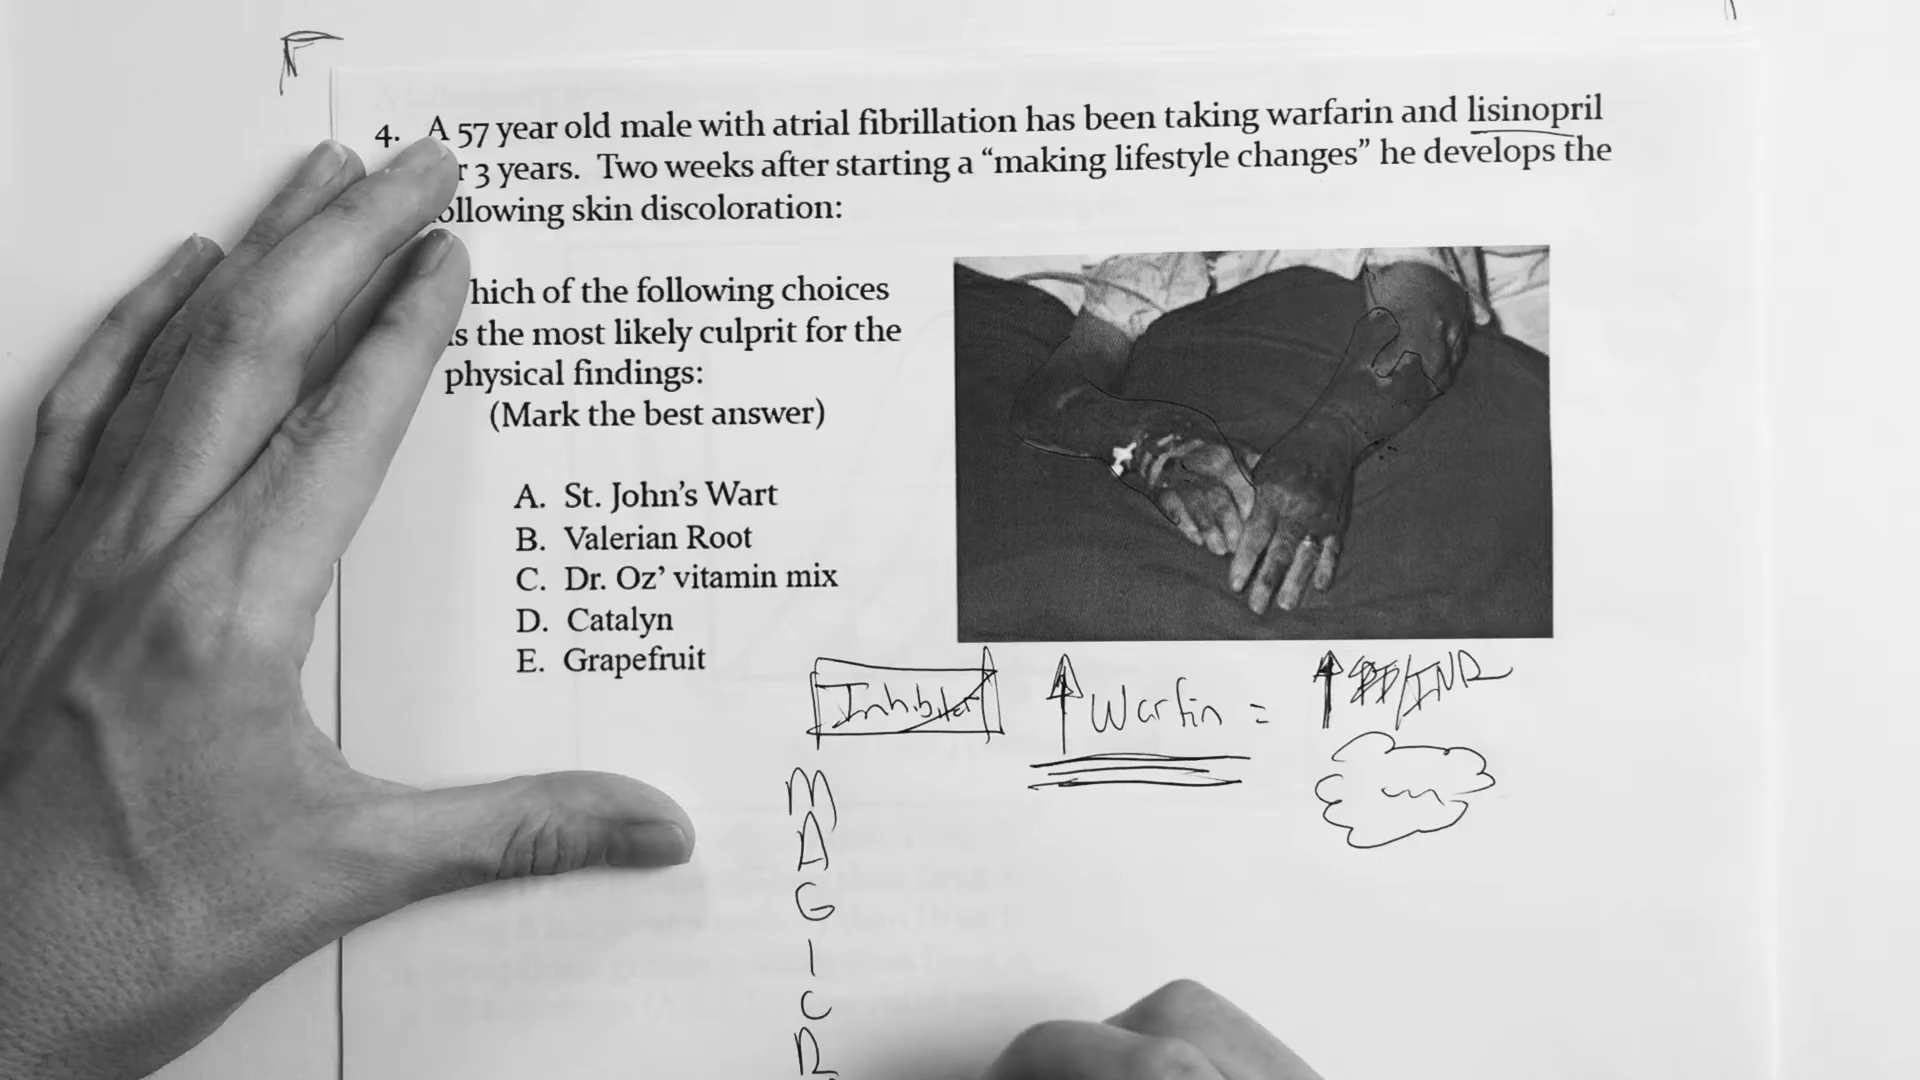 4. A 57 year old male with atrial fibrillation has been taking warfarin and lisinopril
r 3 years. Two weeks after starting a “making lifestyle changes” he develops the
ollowing skin discoloration:
hich of the following choices
is the most likely culprit for the
physical findings:
(Mark the best answer)
A. St. John’s Wart
B. Valerian Root
C. Dr. Oz’ vitamin mix
D. Catalyn
E. Grapefruit
Inhibitor ↑ Warfin = ↑ /INR
M
A
G
I
C
R